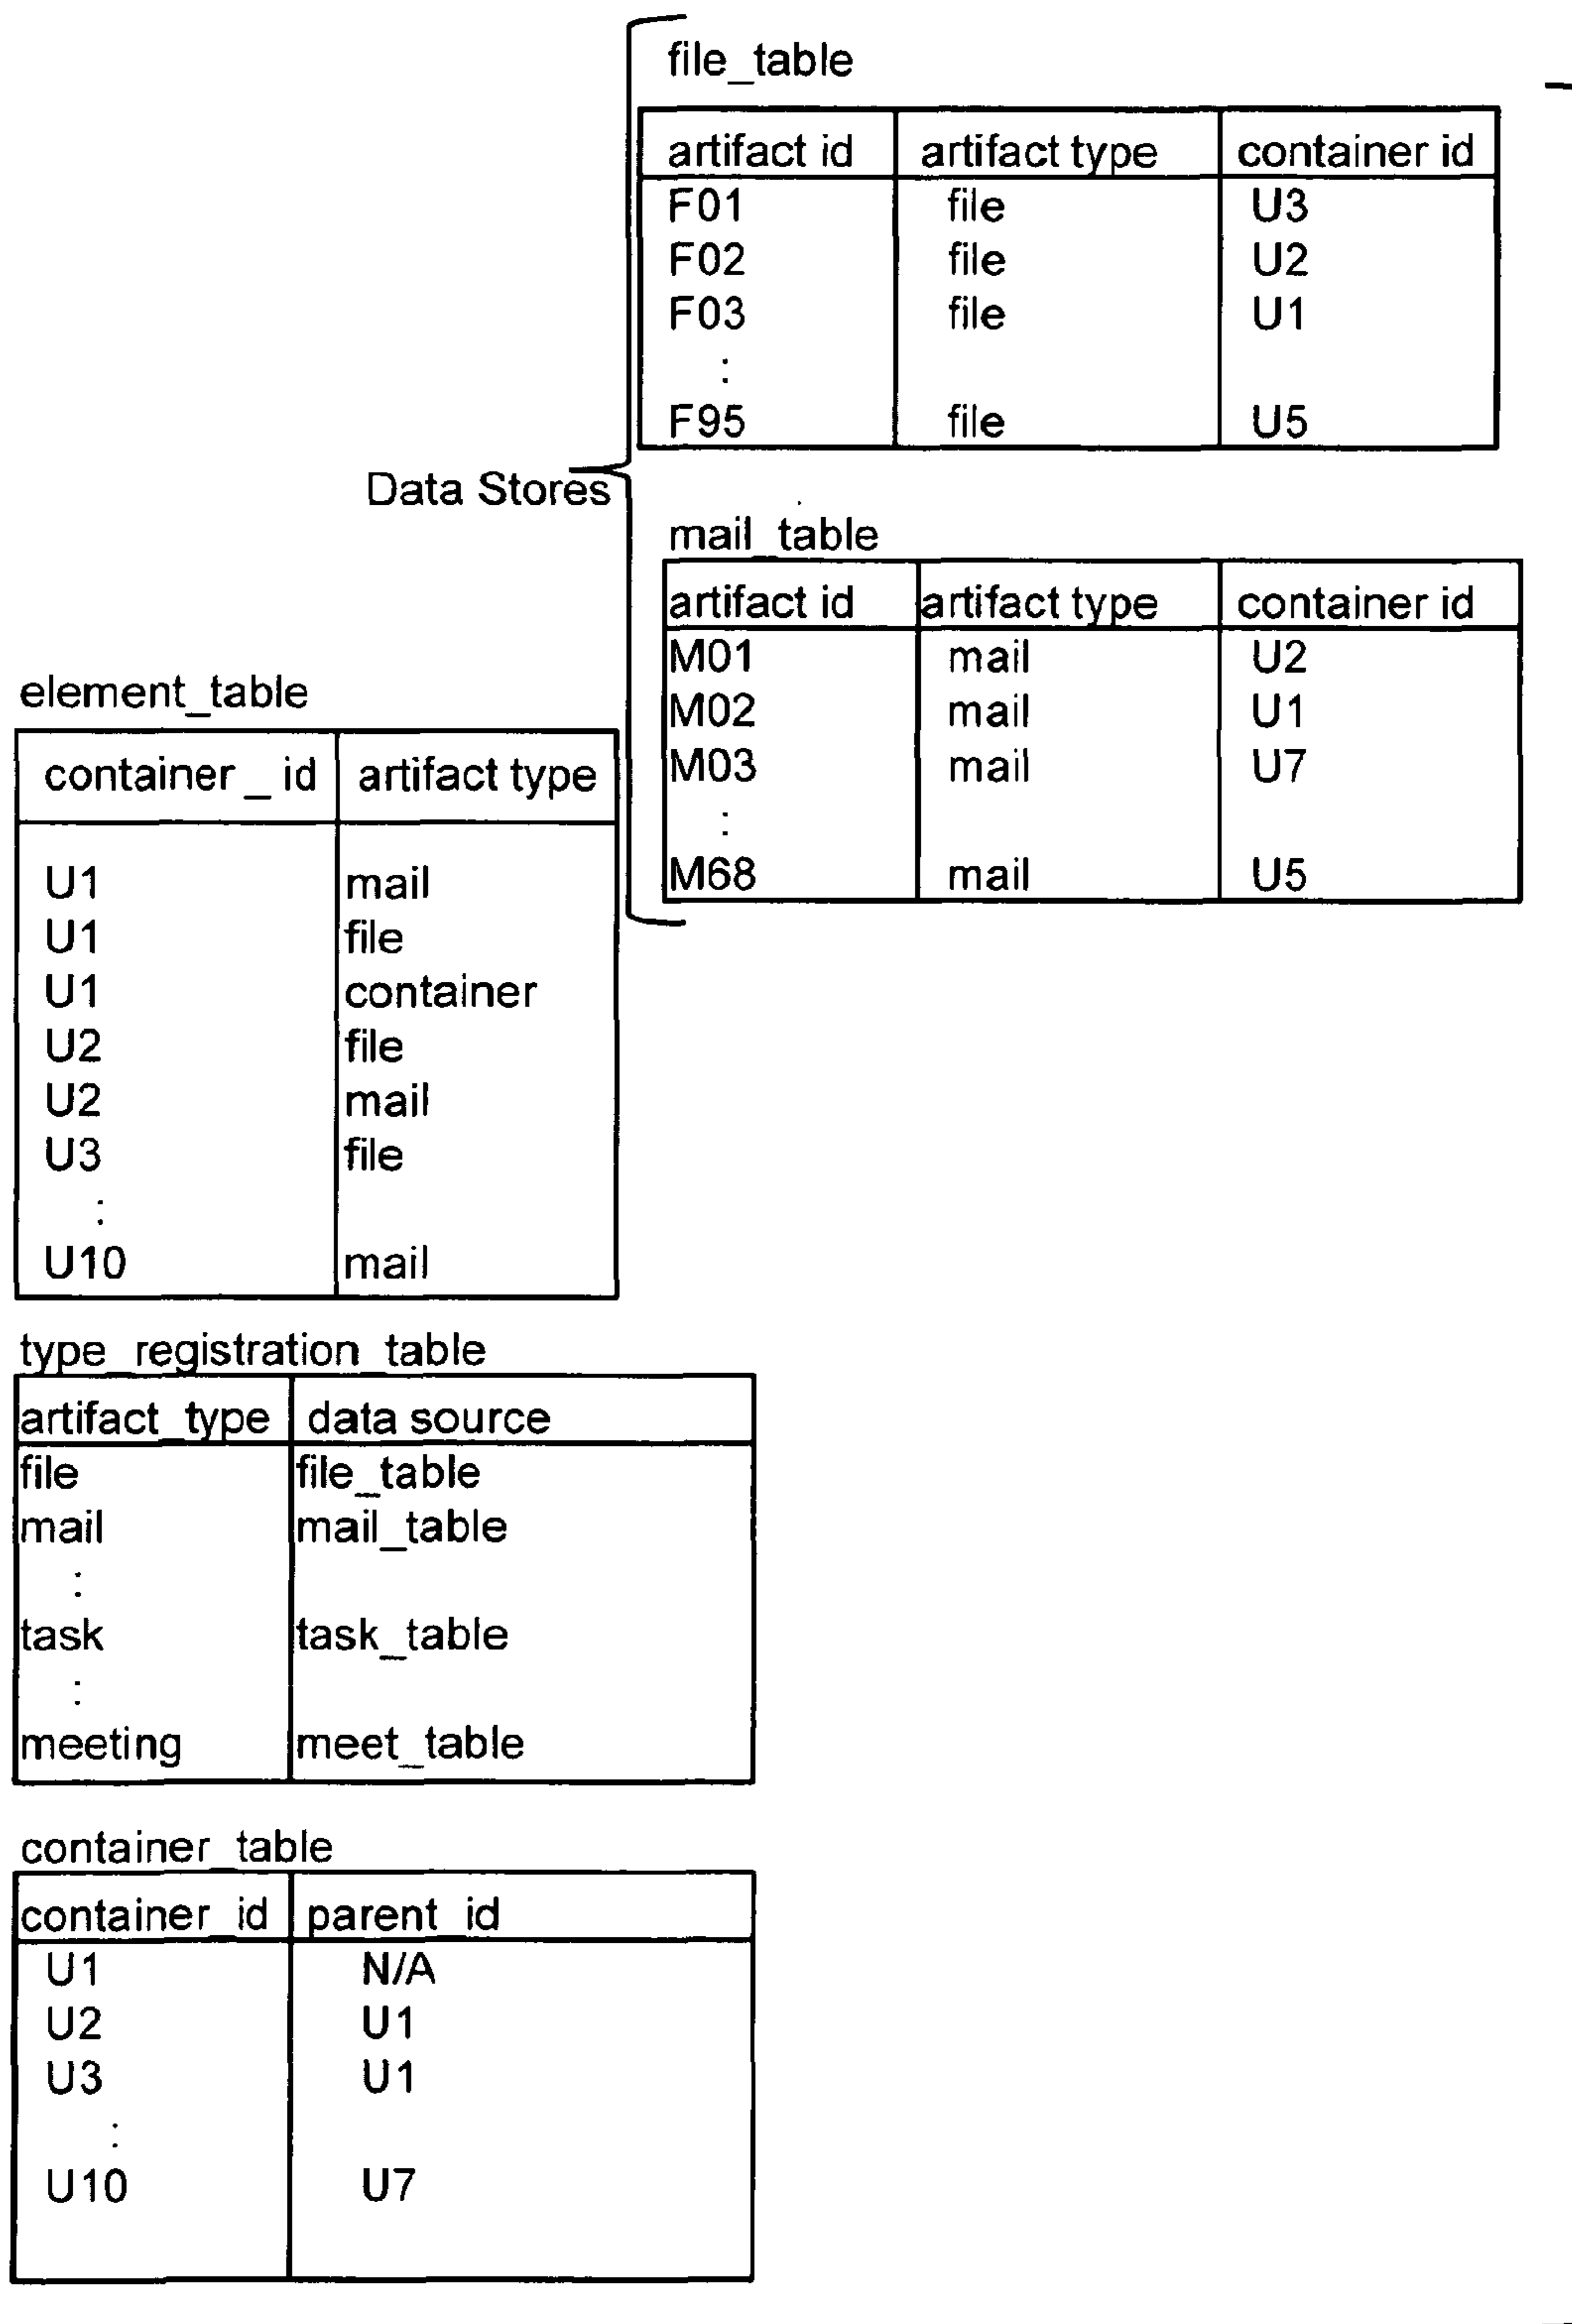 file_table
artifact id artifact type container id
F01 file U3
F02 file U2
F03 file U1
:
F95 file U5
Data Stores
mail_table
artifact id artifact type container id
M01 mail U2
M02 mail U1
M03 mail U7
:
M68 mail U5
element_table
container _ id artifact type
U1 mail
U1 file
U1 container
U2 file
U2 mail
U3 file
:
U10 mail
type_registration_table
artifact_type data source
file file_table
mail mail_table
:
task task_table
:
meeting meet_table
container_table
container_id parent_id
U1 N/A
U2 U1
U3 U1
:
U10 U7